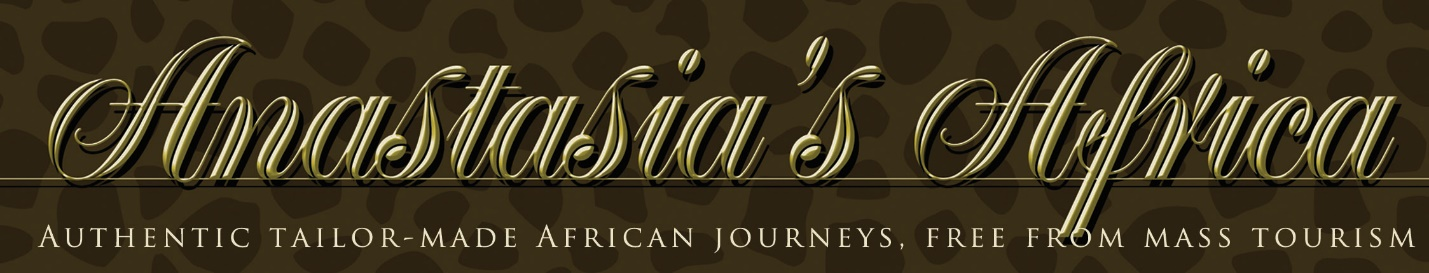 Anastasia's Africa
Authentic tailor-made African journeys, free from mass tourism